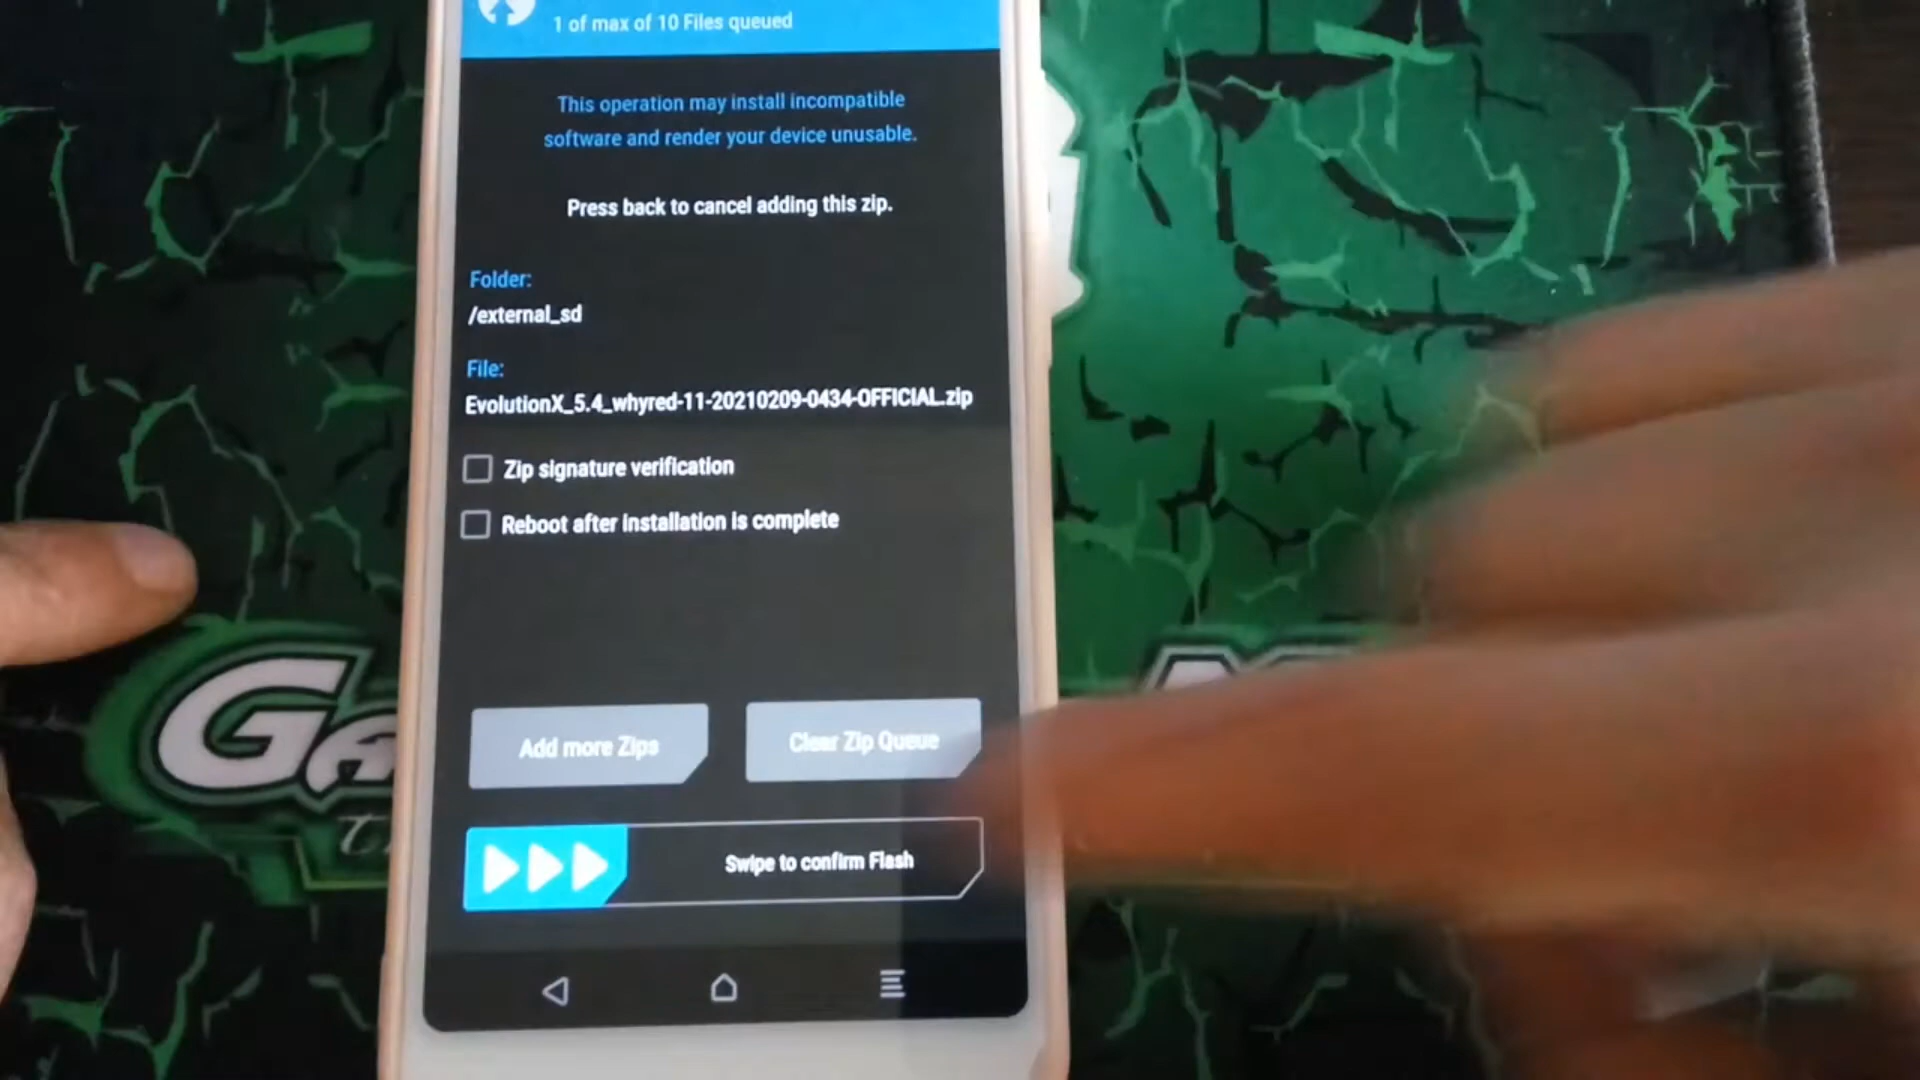 1 of max of 10 Files queued
This operation may install incompatible
software and render your device unusable.
Press back to cancel adding this zip.
Folder:
/external_sd
File:
EvolutionX_5.4_whyred-11-20210209-0434-OFFICIAL.zip
Zip signature verification
Reboot after installation is complete
Add more Zips
Clear Zip Queue
Swipe to confirm Flash